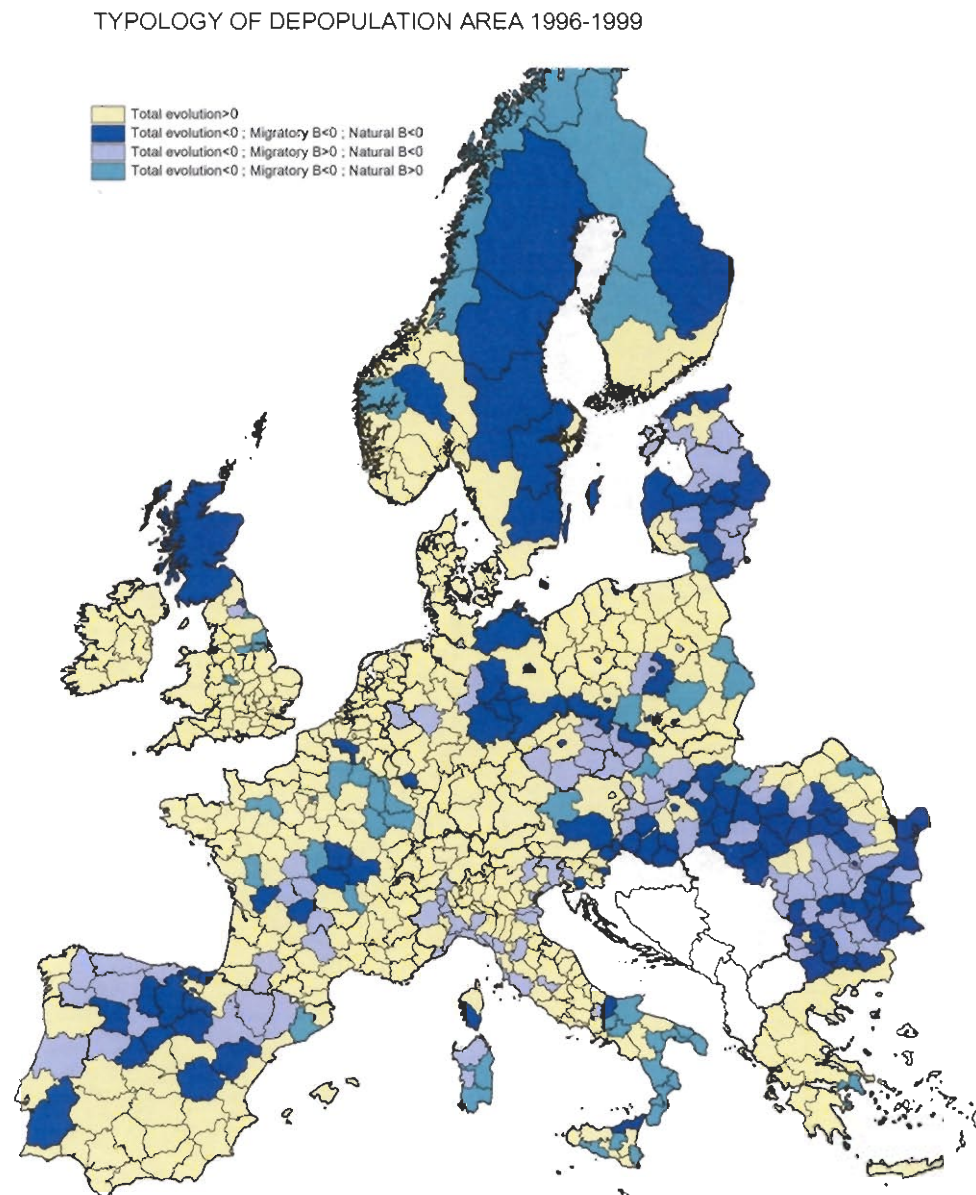 TYPOLOGY OF DEPOPULATION AREA 1996-1999
Total evolution>0
Total evolution<0 ; Migratory B<0 ; Natural B<0
Total evolution<0 ; Migratory B>0 ; Natural B<0
Total evolution<0 ; Migratory B<0 ; Natural B>0